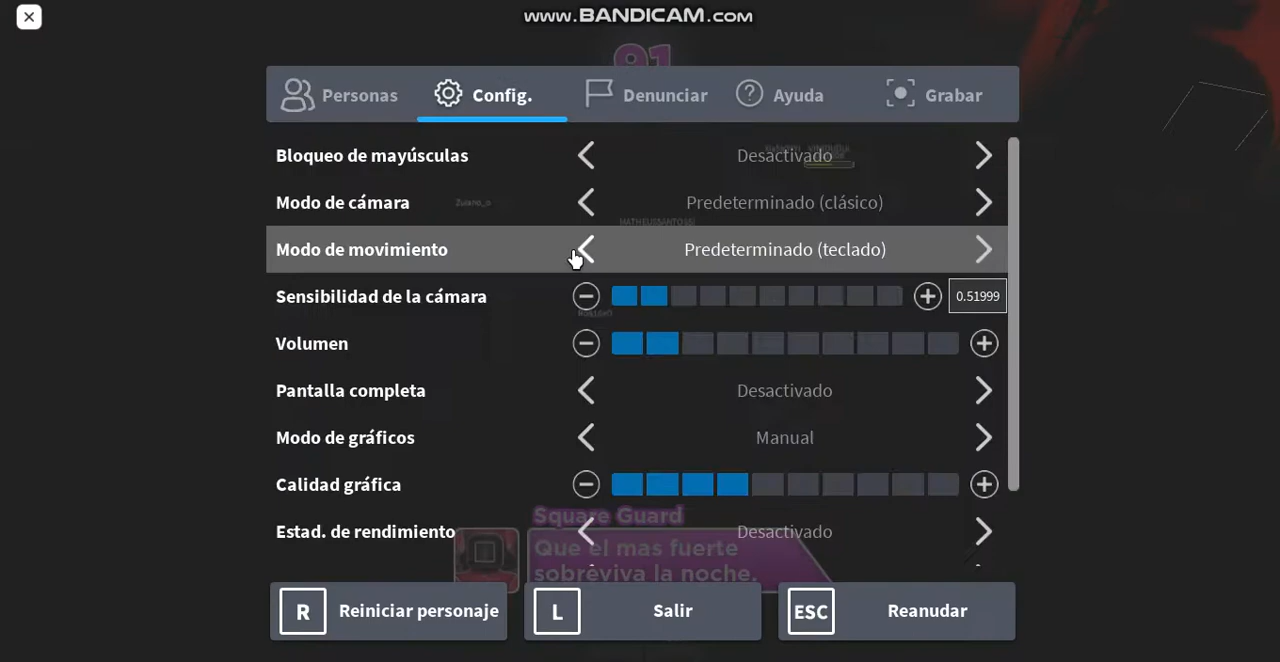 www.BANDICAM.com
91
Personas
Config.
Denunciar
Ayuda
Grabar
Bloqueo de mayúsculas
Desactivado
Modo de cámara
Predeterminado (clásico)
Modo de movimiento
Predeterminado (teclado)
Sensibilidad de la cámara
0.51999
Volumen
Pantalla completa
Desactivado
Modo de gráficos
Manual
Calidad gráfica
Square Guard
Estad. de rendimiento
Desactivado
Que el mas fuerte
sobreviva la noche.
R
Reiniciar personaje
L
Salir
ESC
Reanudar